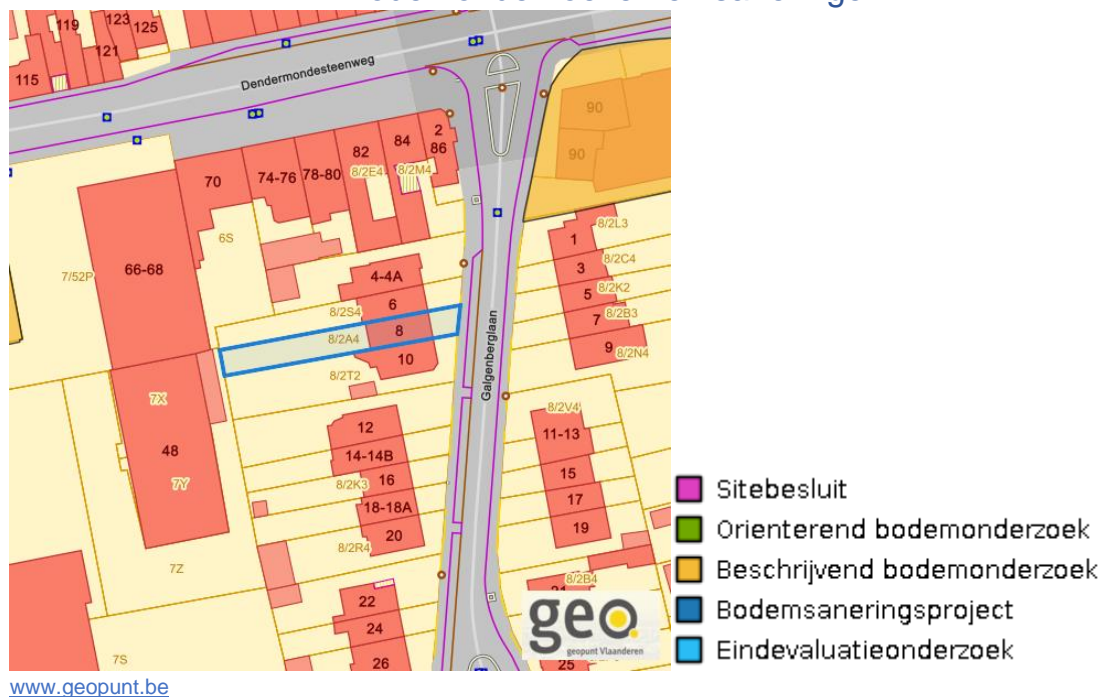 119
123
125
121
115
Dendermondesteenweg
90
90
2
86
84
82
8/2E4
8/2M4
70
74-76
78-80
6S
8/2L3
1
3
8/2C4
5
8/2K2
7
8/2B3
9
8/2N4
7/52P
66-68
4-4A
6
8/2S4
8
8/2A4
10
8/2T2
Galgenberglaan
7X
48
7Y
12
14-14B
16
8/2K3
18-18A
20
8/2R4
8/2V4
11-13
15
17
19
7Z
8/2B4
22
24
26
7S
25
geo.
geopunt Vlaanderen
Sitebesluit
Orienterend bodemonderzoek
Beschrijvend bodemonderzoek
Bodemsaneringsproject
Eindevaluatieonderzoek
www.geopunt.be